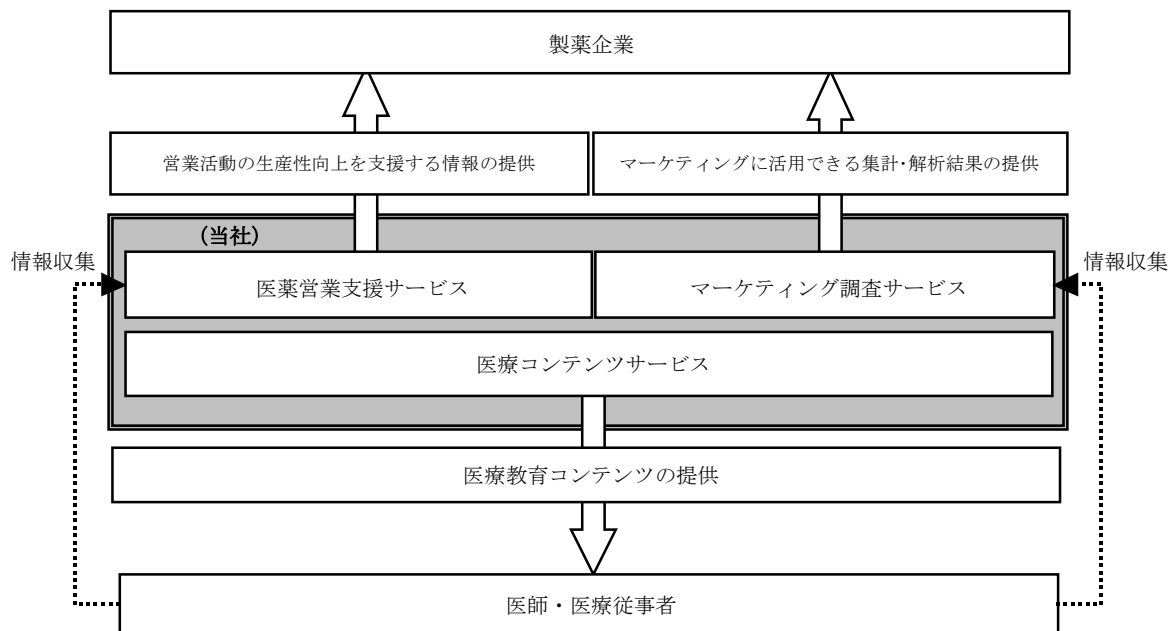 製薬企業
営業活動の生産性向上を支援する情報の提供
マーケティングに活用できる集計・解析結果の提供
(当社)
情報収集
情報収集
医薬営業支援サービス
マーケティング調査サービス
医療コンテンツサービス
医療教育コンテンツの提供
医師・医療従事者